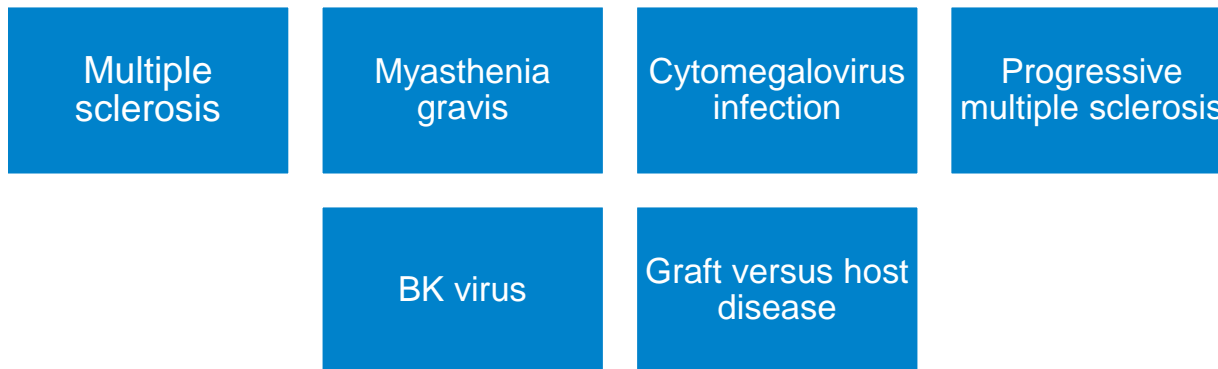 Multiple
sclerosis
Myasthenia
gravis
Cytomegalovirus
infection
Progressive
multiple sclerosis
BK virus
Graft versus host
disease